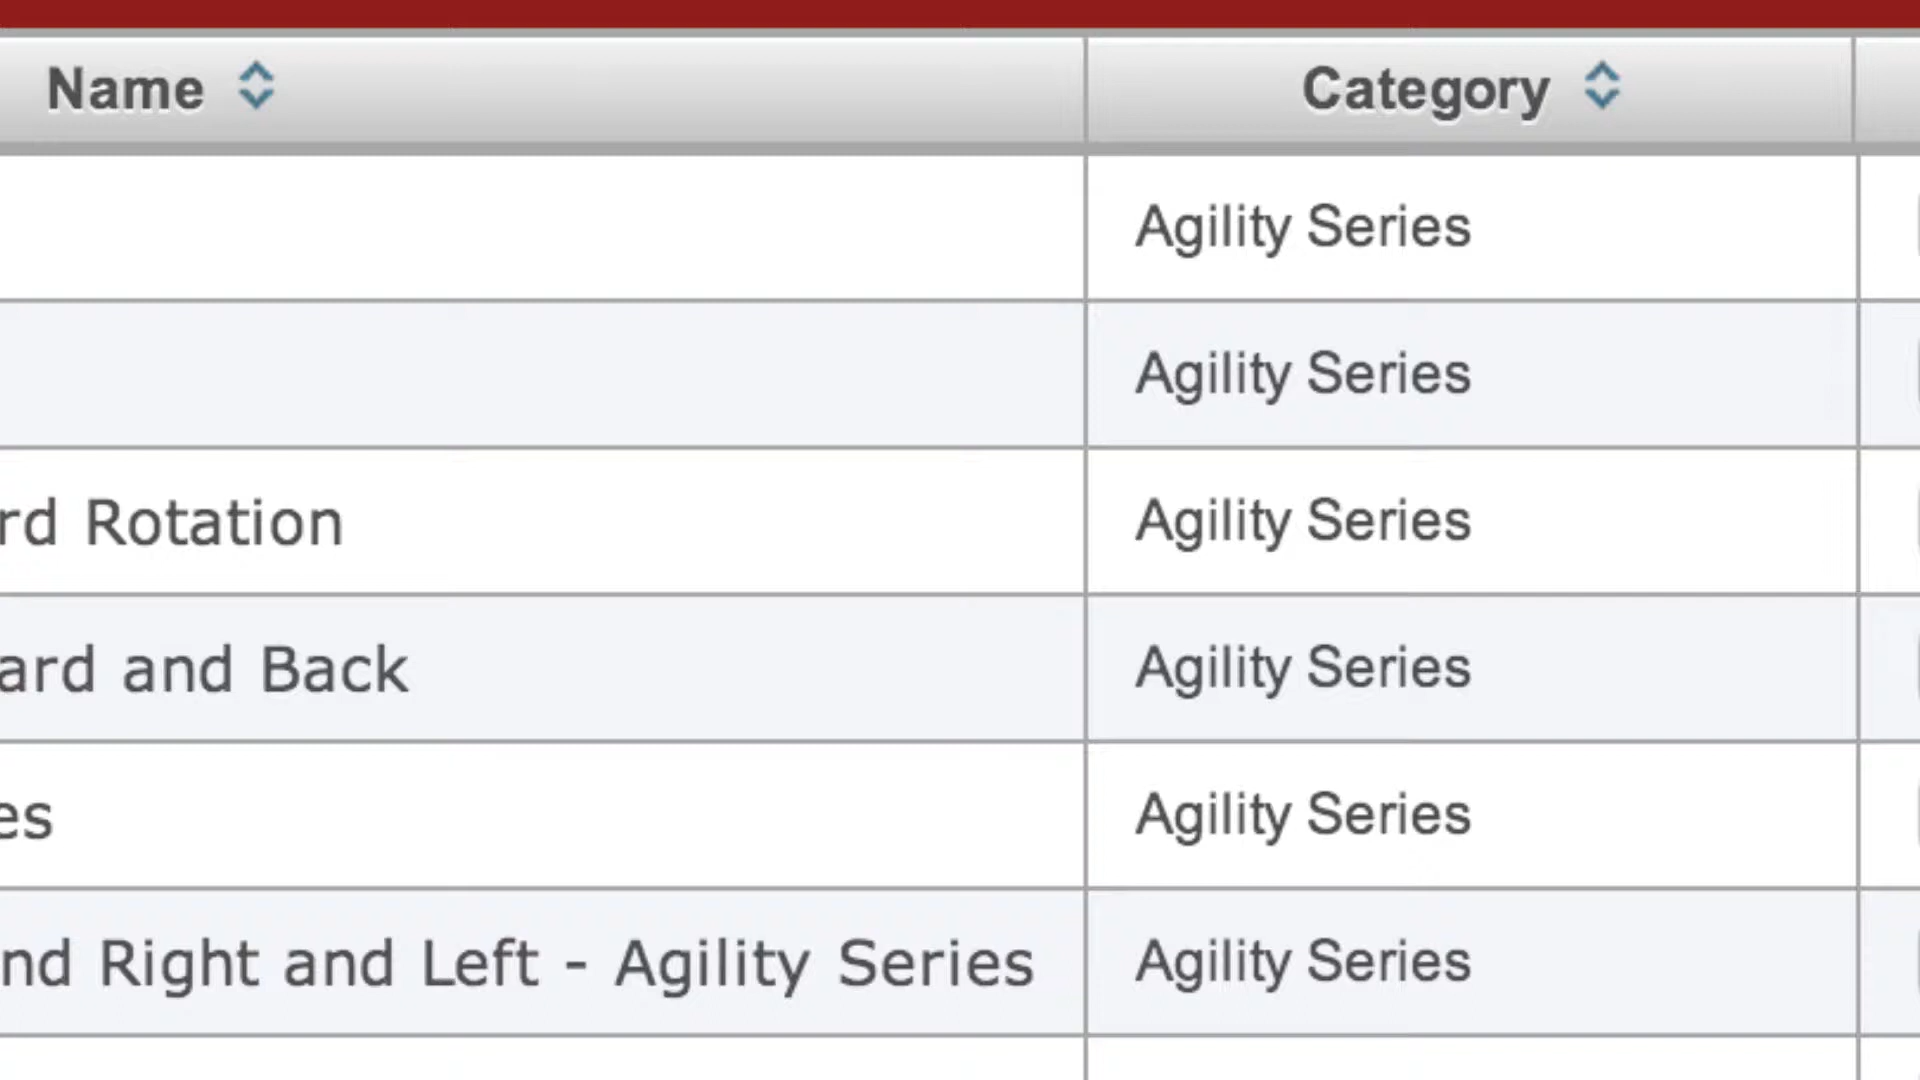 Name Category
Agility Series
Agility Series
rd Rotation Agility Series
ard and Back Agility Series
es Agility Series
nd Right and Left - Agility Series Agility Series